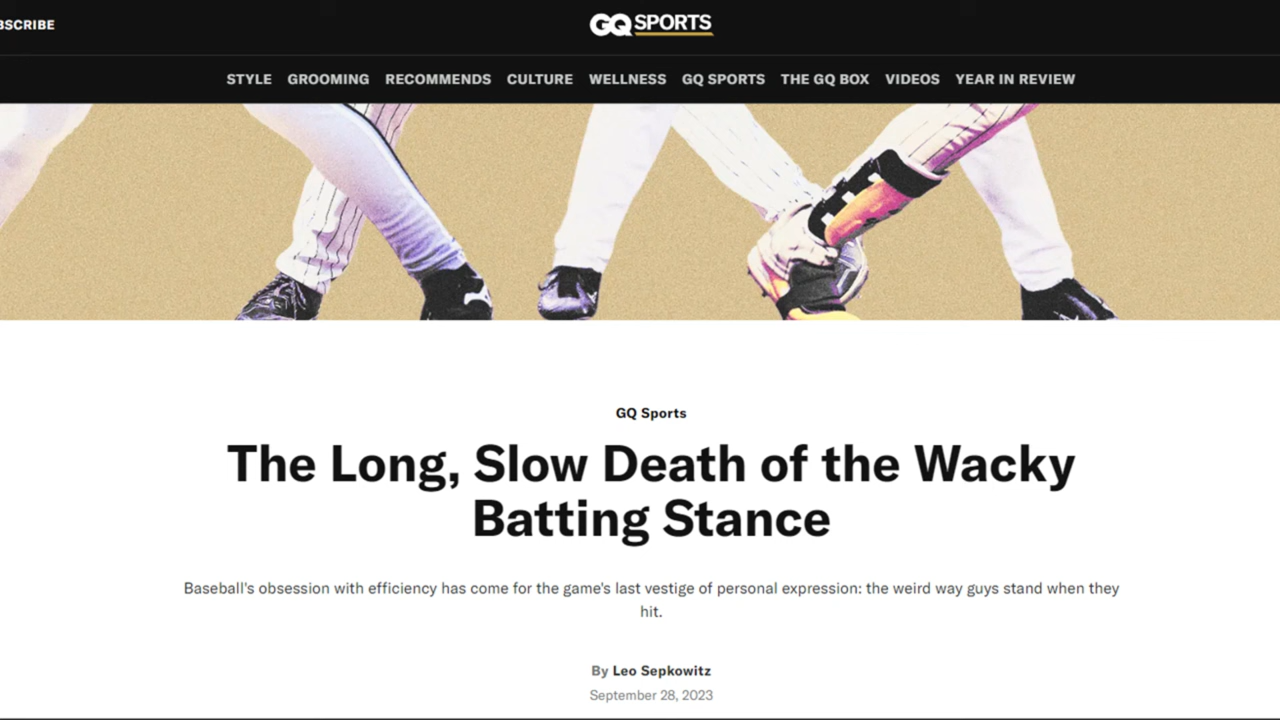 BSCRIBE
GQ SPORTS
STYLE GROOMING RECOMMENDS CULTURE WELLNESS GQ SPORTS THE GQ BOX VIDEOS YEAR IN REVIEW
GQ Sports
The Long, Slow Death of the Wacky
Batting Stance
Baseball's obsession with efficiency has come for the game's last vestige of personal expression: the weird way guys stand when they
hit.
By Leo Sepkowitz
September 28, 2023